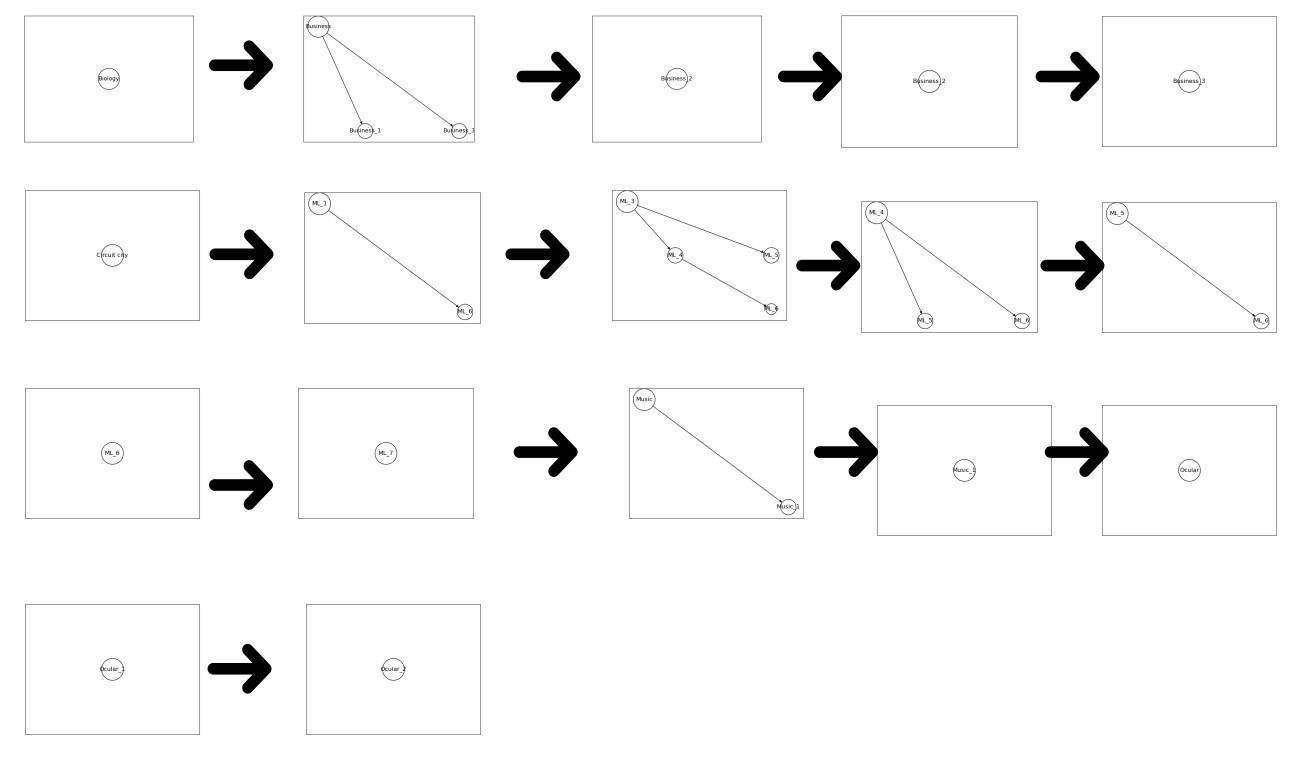 Biology
Business
Business_1
Business_3
Business_2
Business_2
Business_3
Circuit city
ML_1
ML_6
ML_3
ML_4
ML_5
ML_6
ML_4
ML_5
ML_6
ML_5
ML_6
ML_6
ML_7
Music
Music_1
Music_1
Ocular
Ocular_1
Ocular_2